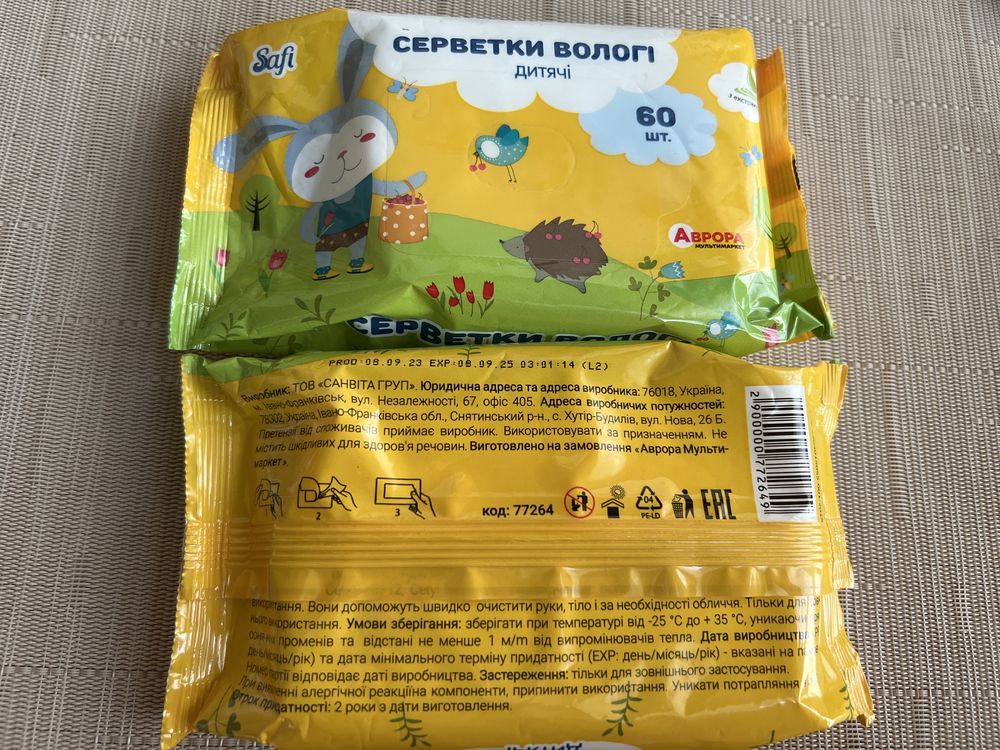 Safi
СЕРВЕТКИ ВОЛОГІ
ДИТЯЧІ
60
шт.
АВРОРА
МУЛЬТИМАРКЕТ
СЕРВЕТКИ
PROD:08.09.23 EXP:08.09.25 03:01:14 (L2)
Виробник: ТОВ «САНВІТА ГРУП». Юридична адреса та адреса виробника: 76018, Україна,
м. Івано-Франківськ, вул. Незалежності, 67, офіс 405. Адреса виробничих потужностей:
78302, Україна, Івано-Франківська обл., Снятинський р-н., с. Хутір-Будилів, вул. Нова, 26 Б.
Претензії від споживачів приймає виробник. Використовувати за призначенням. Не
містить шкідливих для здоров'я речовин. Виготовлено на замовлення «Аврора Мульти-
маркет».
2 3
код: 77264
04
PE-LD
EAC
2900000772649
використання. Вони допоможуть швидко очистити руки, тіло і за необхідності обличчя. Тільки для
використання. Умови зберігання: зберігати при температурі від -25 °C до + 35 °C, уникаючи
променів та відстані не менше 1 м/m від випромінювачів тепла. Дата виробництва
день/місяць/рік) та дата мінімального терміну придатності (EXP: день/місяць/рік) - вказані на
Номер партії відповідає даті виробництва. Застереження: тільки для зовнішнього застосування.
При виявленні алергічної реакції на компоненти, припинити використання. Уникати потрапляння
придатності: 2 роки з дати виготовлення.